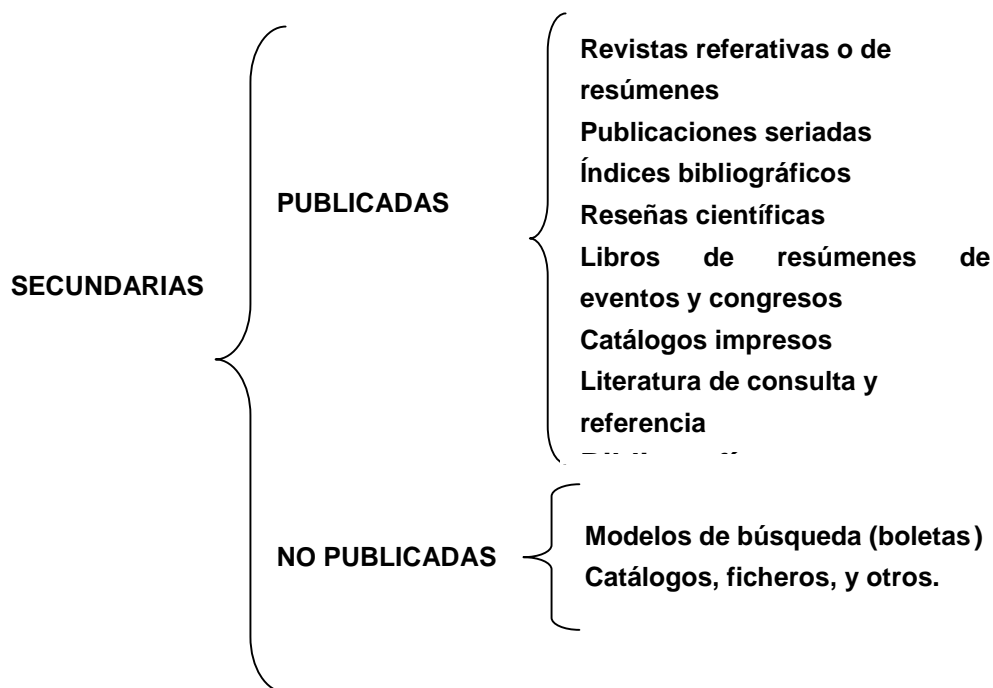 SECUNDARIAS
PUBLICADAS
Revistas referativas o de
resúmenes
Publicaciones seriadas
Índices bibliográficos
Reseñas científicas
Libros de resúmenes de
eventos y congresos
Catálogos impresos
Literatura de consulta y
referencia
NO PUBLICADAS
Modelos de búsqueda (boletas)
Catálogos, ficheros, y otros.